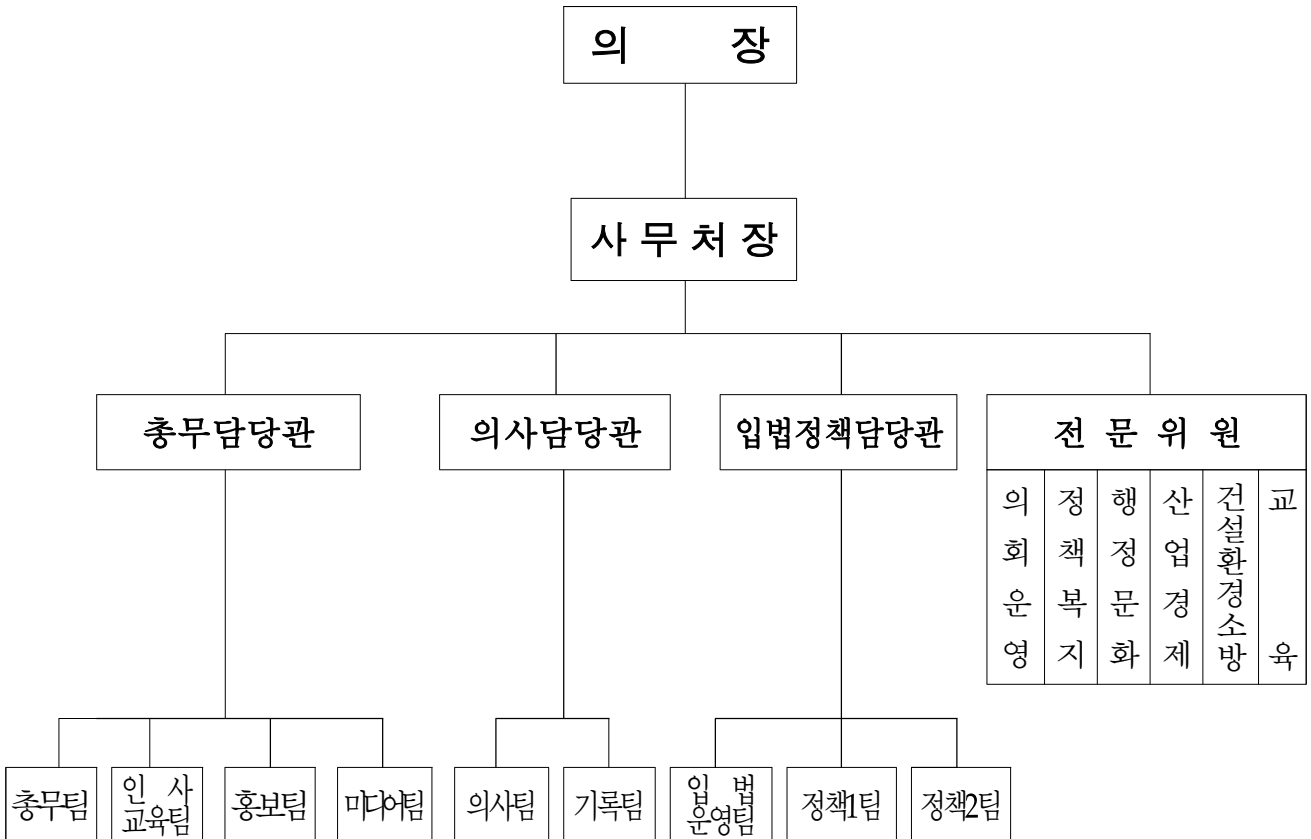 의 장
사 무 처 장
총무담당관
의사담당관
입법정책담당관
전 문 위 원
의회운영
정책복지
행정문화
산업경제
건설환경소방
교육
총무팀
인 사
교육팀
홍보팀
미디어팀
의사팀
기록팀
입 법
운영팀
정책1팀
정책2팀